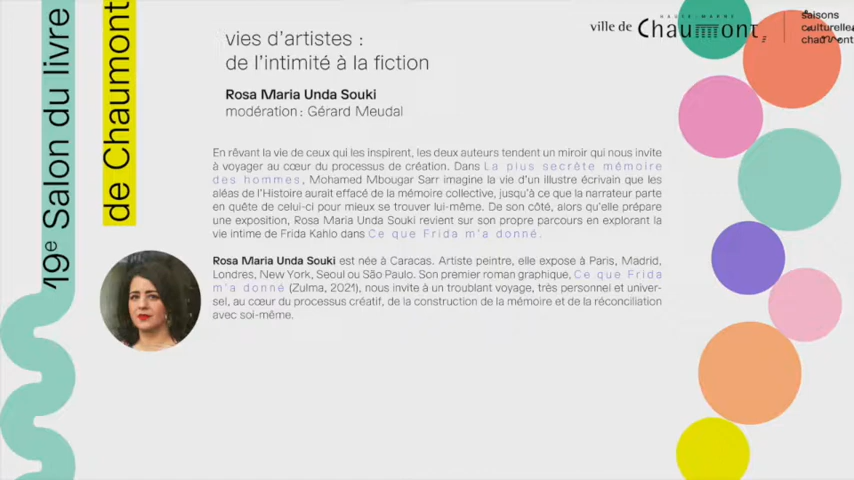 19e Salon du livre
de Chaumont
vies d'artistes :
de l'intimité à la fiction
Rosa Maria Unda Souki
modération : Gérard Meudal
En rêvant la vie de ceux qui les inspirent, les deux auteurs tendent un miroir qui nous invite
à voyager au cœur du processus de création. Dans La plus secrète mémoire
des hommes, Mohamed Mbougar Sarr imagine la vie d'un illustre écrivain que les
aléas de l'Histoire aurait effacé de la mémoire collective, jusqu'à ce que la narrateur parte
en quête de celui-ci pour mieux se trouver lui-même. De son côté, alors qu'elle prépare
une exposition, Rosa Maria Unda Souki revient sur son propre parcours en explorant la
vie intime de Frida Kahlo dans Ce que Frida m'a donné.
Rosa Maria Unda Souki est née à Caracas. Artiste peintre, elle expose à Paris, Madrid,
Londres, New York, Seoul ou São Paulo. Son premier roman graphique, Ce que Frida
m'a donné (Zulma, 2021), nous invite à un troublant voyage, très personnel et univer-
sel, au cœur du processus créatif, de la construction de la mémoire et de la réconciliation
avec soi-même.
HAUTE-MARNE
ville de Chaumont
saisons
culturelles
chaumont